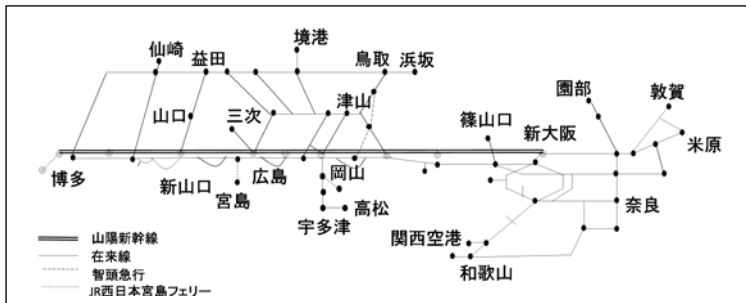 境港
仙崎
益田
鳥取
浜坂
園部
敦賀
津山
山口
三次
篠山口
新大阪
米原
博多
新山口
広島
岡山
宮島
高松
奈良
宇多津
関西空港
和歌山
山陽新幹線
在来線
智頭急行
JR西日本宮島フェリー